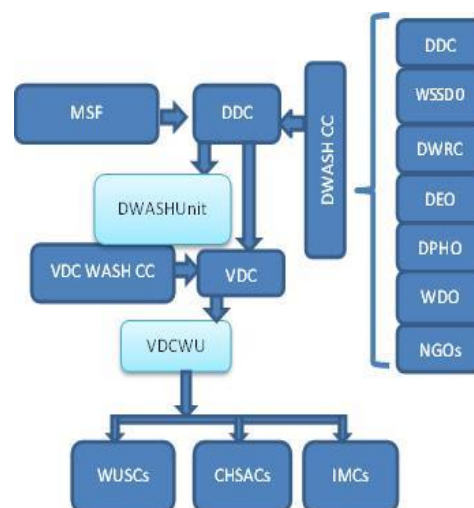 MSF
DDC
DWASH CC
DWASHUnit
VDC WASH CC
VDC
VDCWU
WUSCs
CHSACs
IMCs
DDC
WSSDO
DWRC
DEO
DPHO
WDO
NGOs